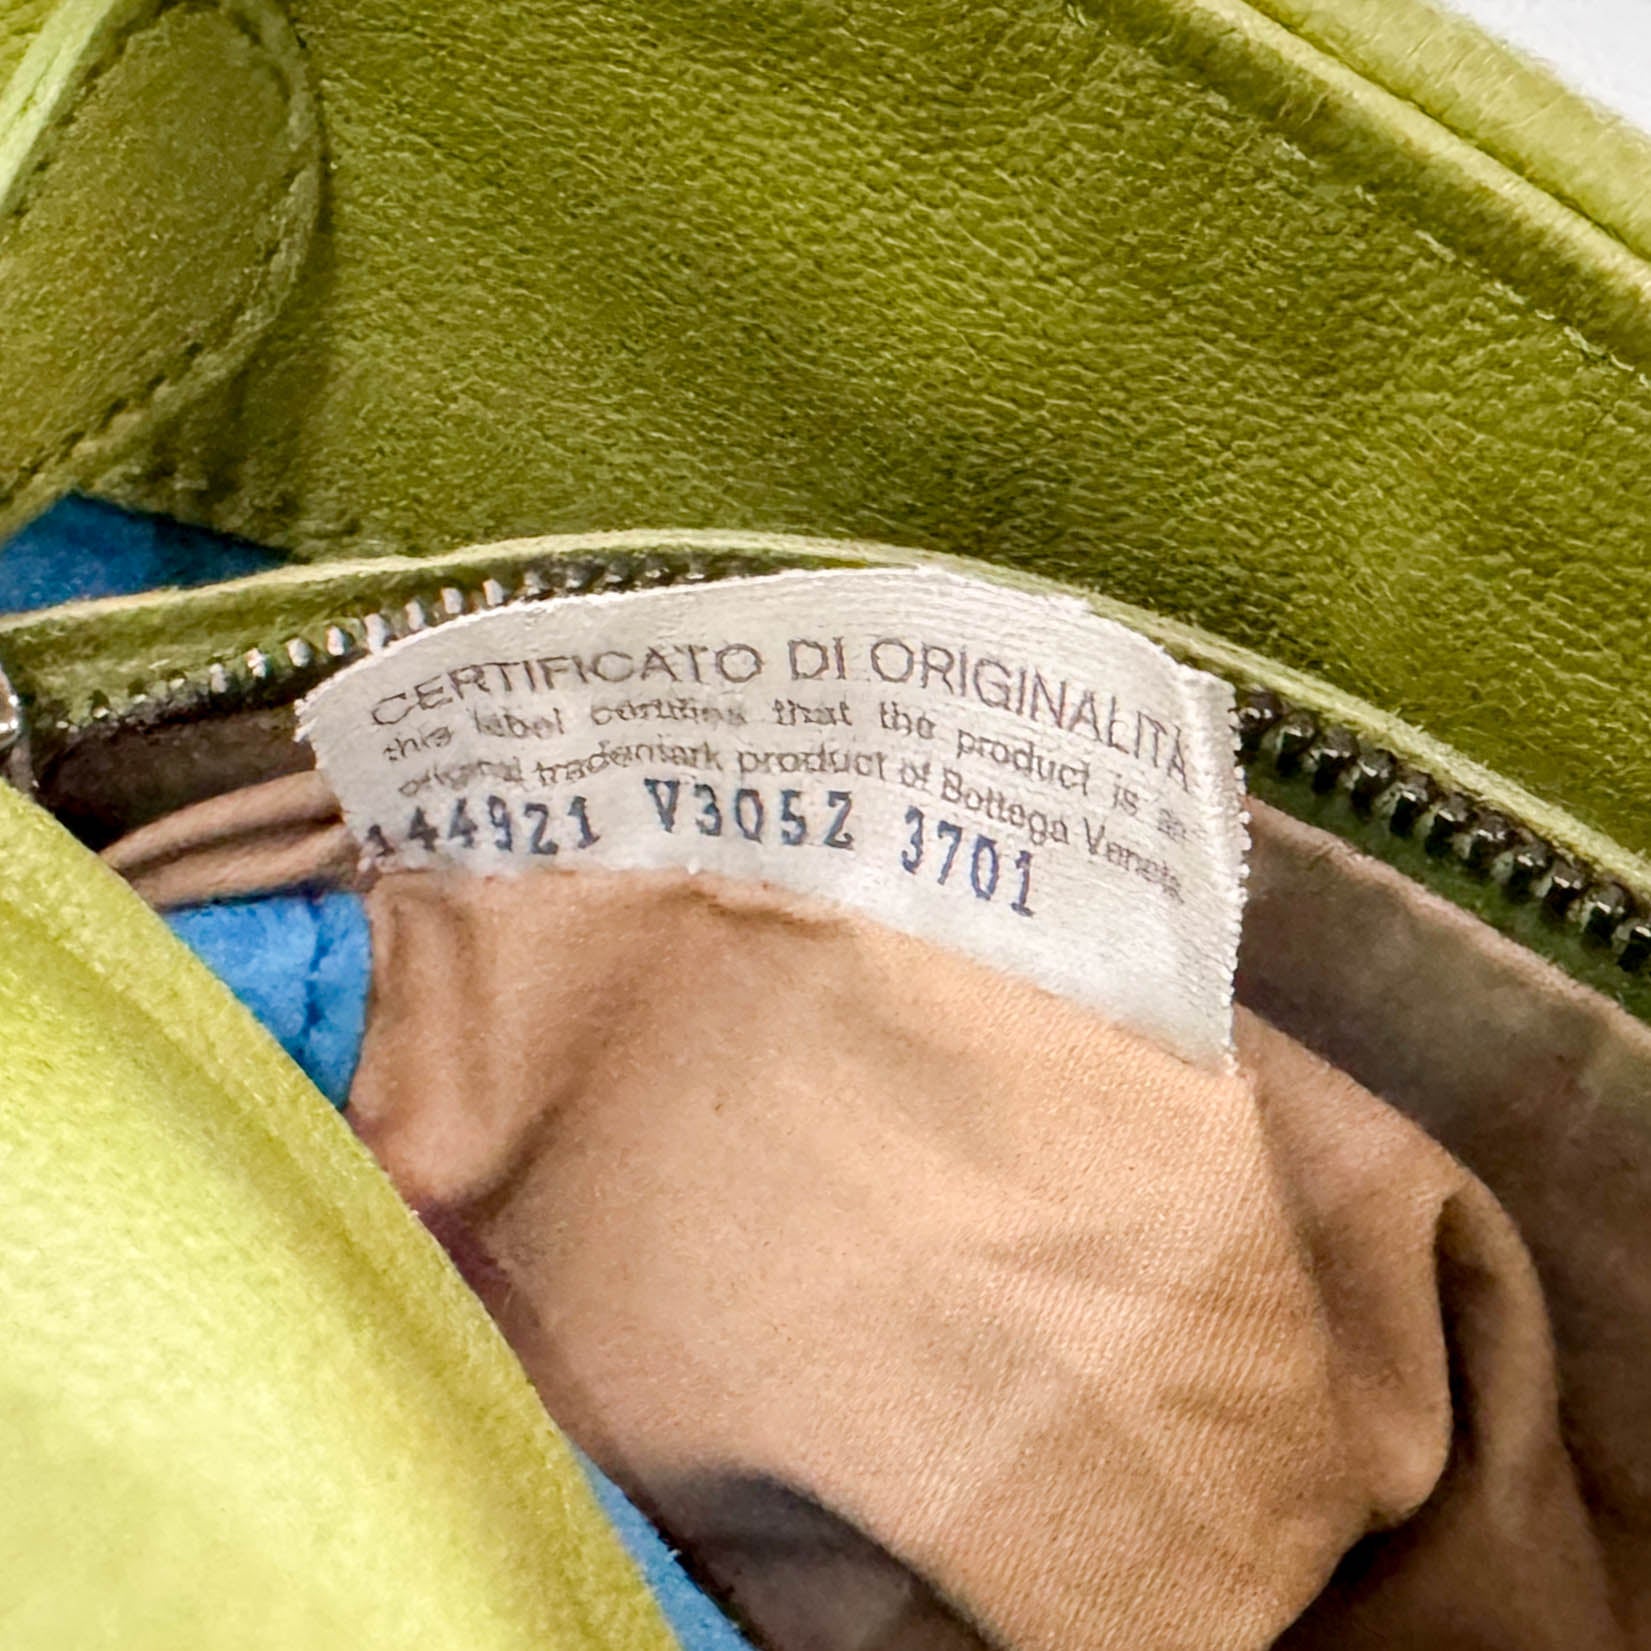 CERTIFICATO DI ORIGINALITÀ
this label certifies that the product is an
original trademark product of Bottega Veneta
144921 V3052 3701